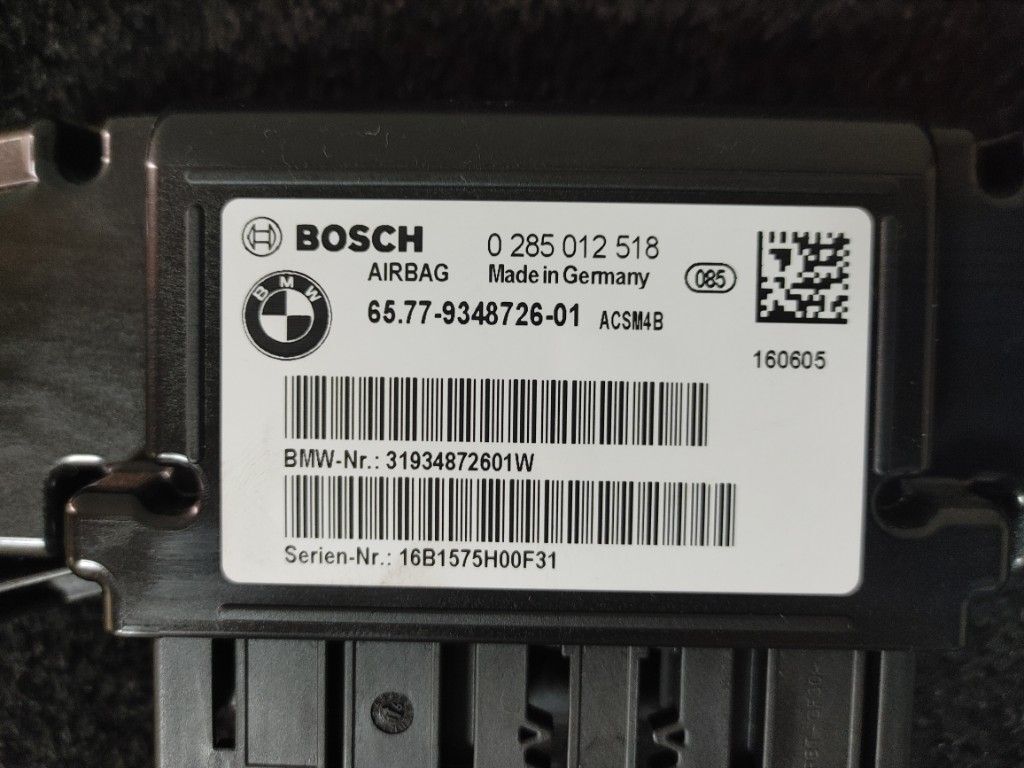 BOSCH 0 285 012 518
AIRBAG Made in Germany 085
BMW
65.77-9348726-01 ACSM4B
160605
BMW-Nr.: 31934872601W
Serien-Nr.: 16B1575H00F31